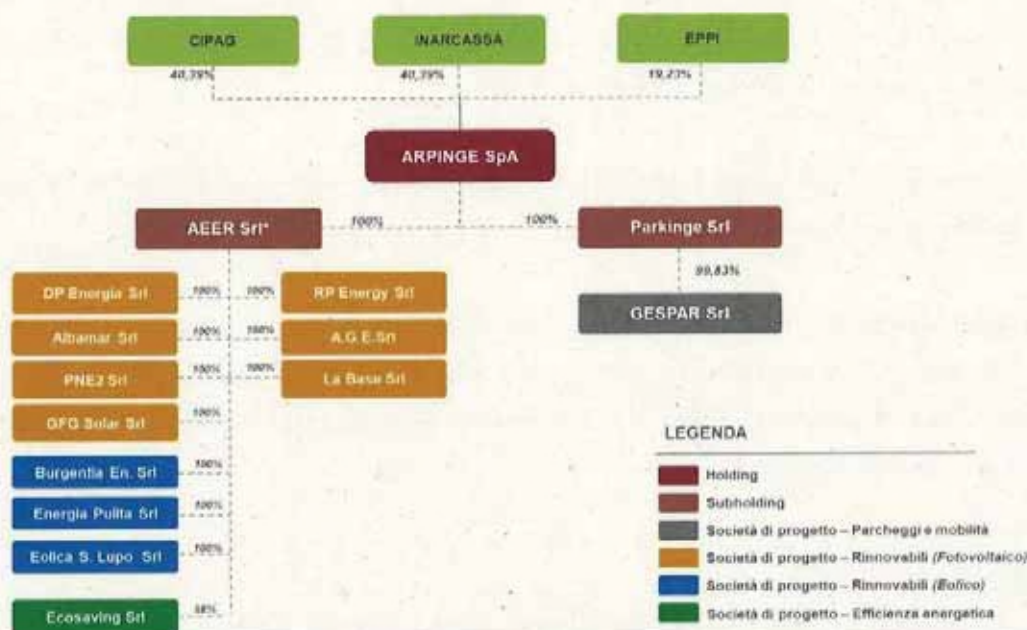 CIPAG
INARCASSA
EPPI
40,39%
40,39%
19,23%
ARPINGE SpA
AEER Srl*
100%
100%
Parkinge Srl
99,83%
GESPAR Srl
DP Energia Srl
100%
100%
RP Energy Srl
Albamar Srl
100%
100%
A.G.E.Srl
PNE2 Srl
100%
100%
La Base Srl
GFG Solar Srl
100%
Burgentia En. Srl
100%
Energia Pulita Srl
100%
Eolica S. Lupo Srl
100%
Ecosaving Srl
LEGENDA
Holding
Subholding
Società di progetto – Parcheggi e mobilità
Società di progetto – Rinnovabili (Fotovoltaico)
Società di progetto – Rinnovabili (Eolico)
Società di progetto – Efficienza energetica